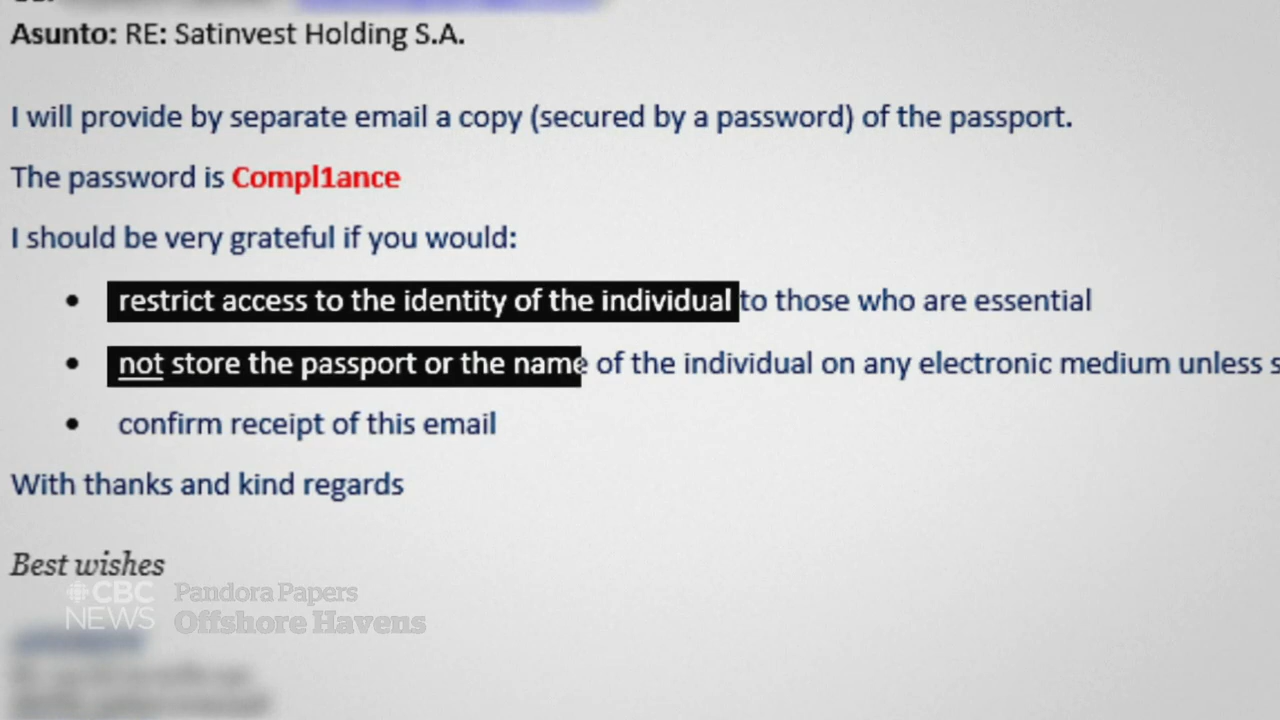 Asunto: RE: Satinvest Holding S.A.
I will provide by separate email a copy (secured by a password) of the passport.
The password is Compl1ance
I should be very grateful if you would:
• restrict access to the identity of the individual to those who are essential
• not store the passport or the name of the individual on any electronic medium unless s
• confirm receipt of this email
With thanks and kind regards
Best wishes
CBC NEWS
Pandora Papers
Offshore Havens